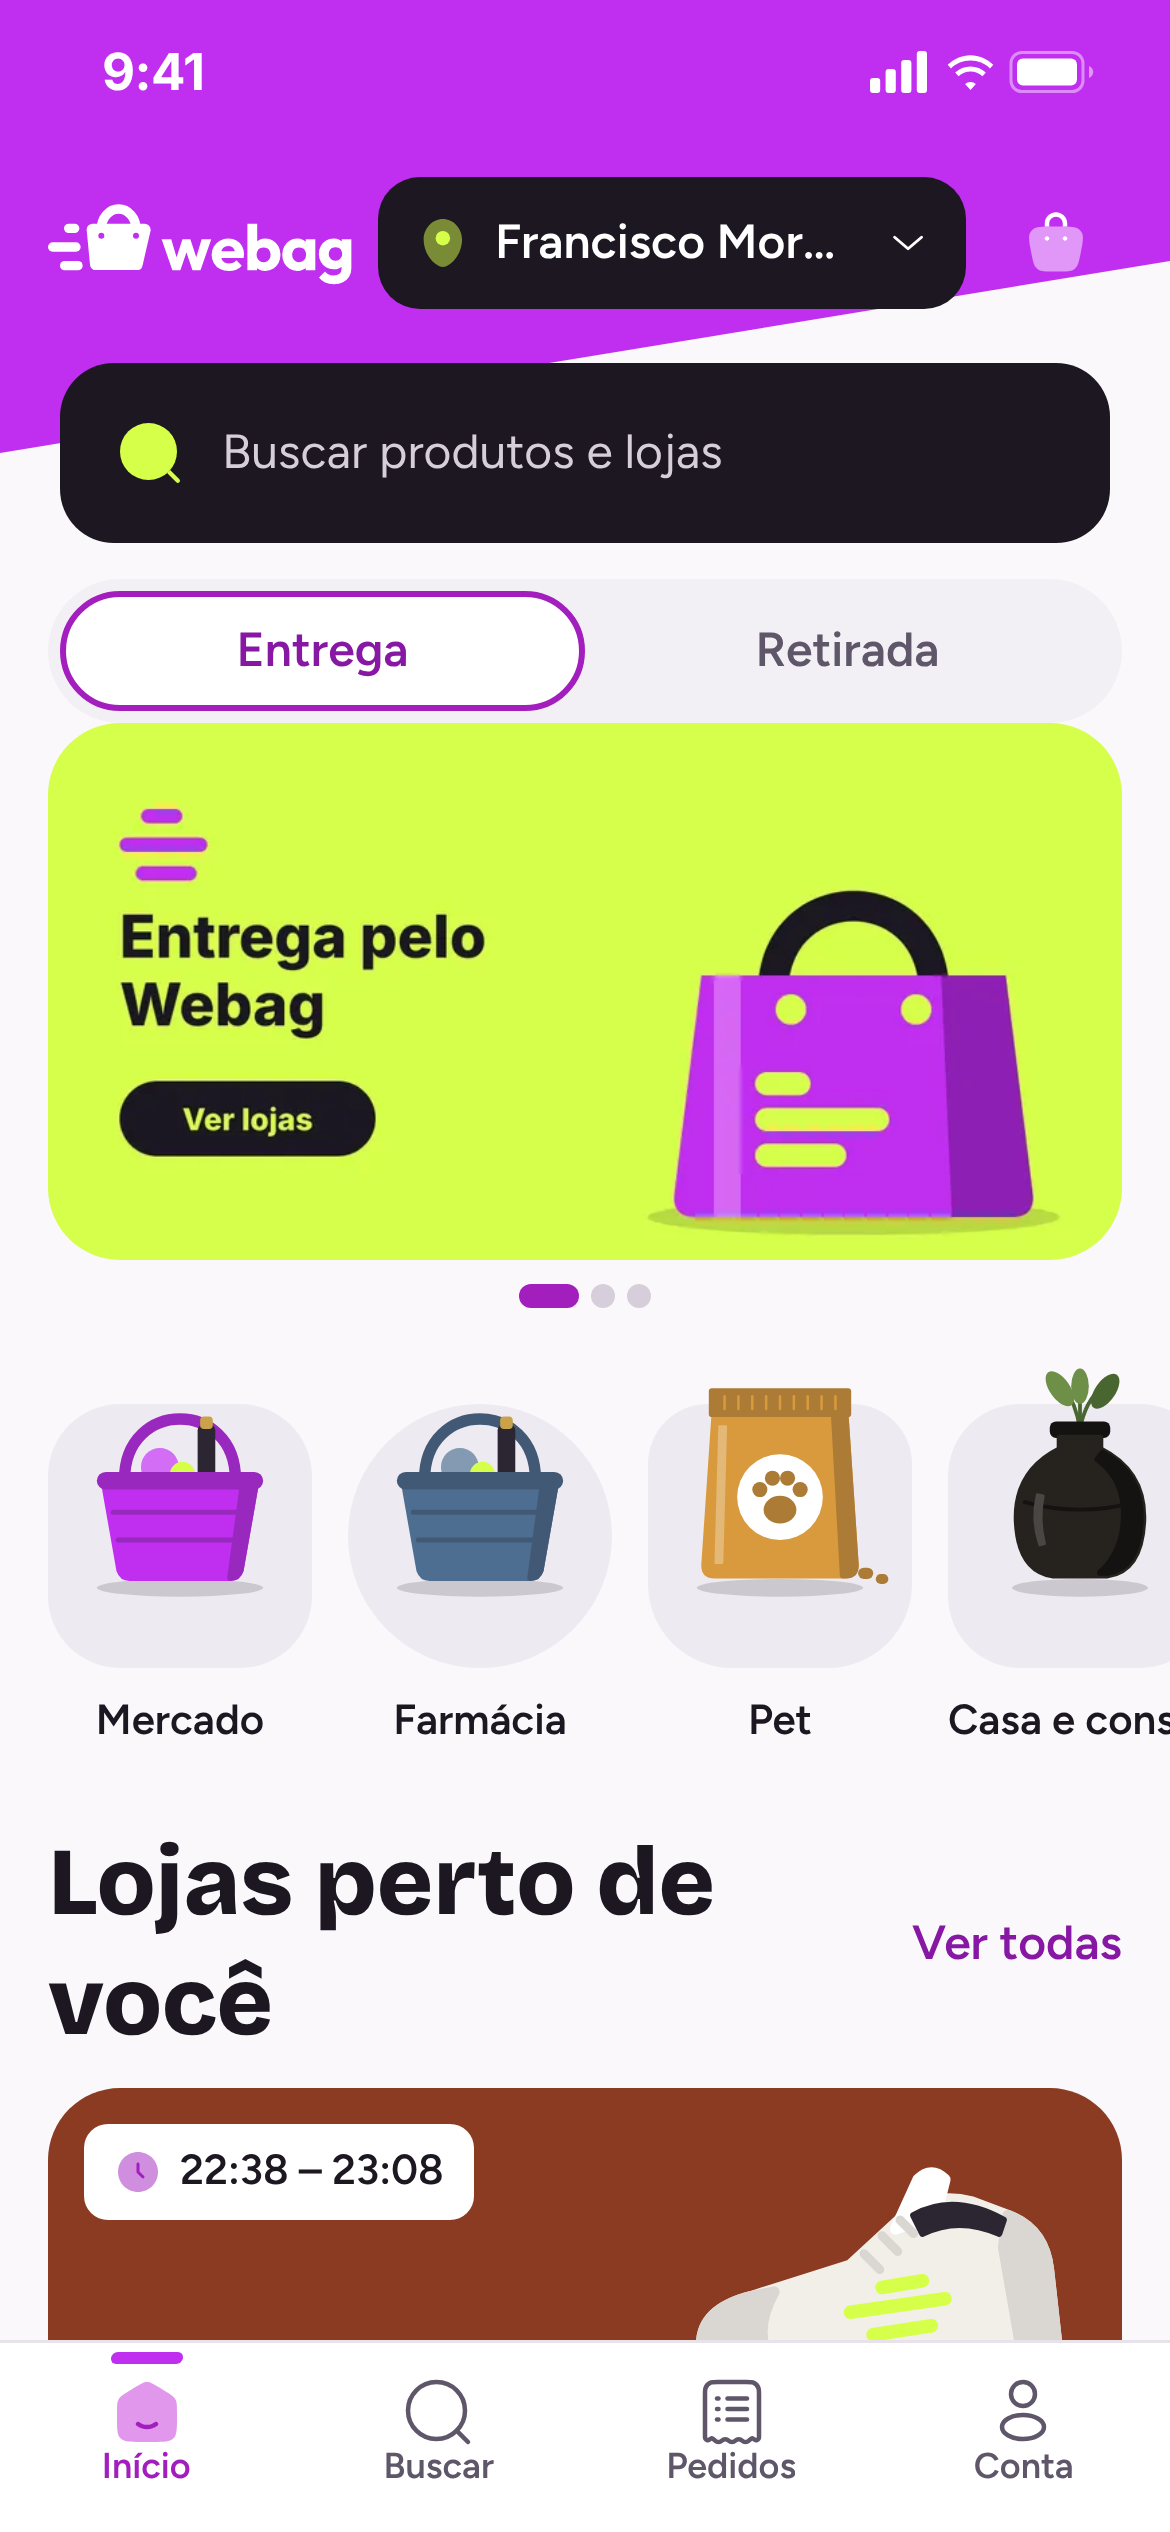 9:41
webag
Francisco Mor...
Buscar produtos e lojas
Entrega
Retirada
Entrega pelo
Webag
Ver lojas
Mercado
Farmácia
Pet
Casa e cons
Lojas perto de
você
Ver todas
22:38 – 23:08
Início
Buscar
Pedidos
Conta